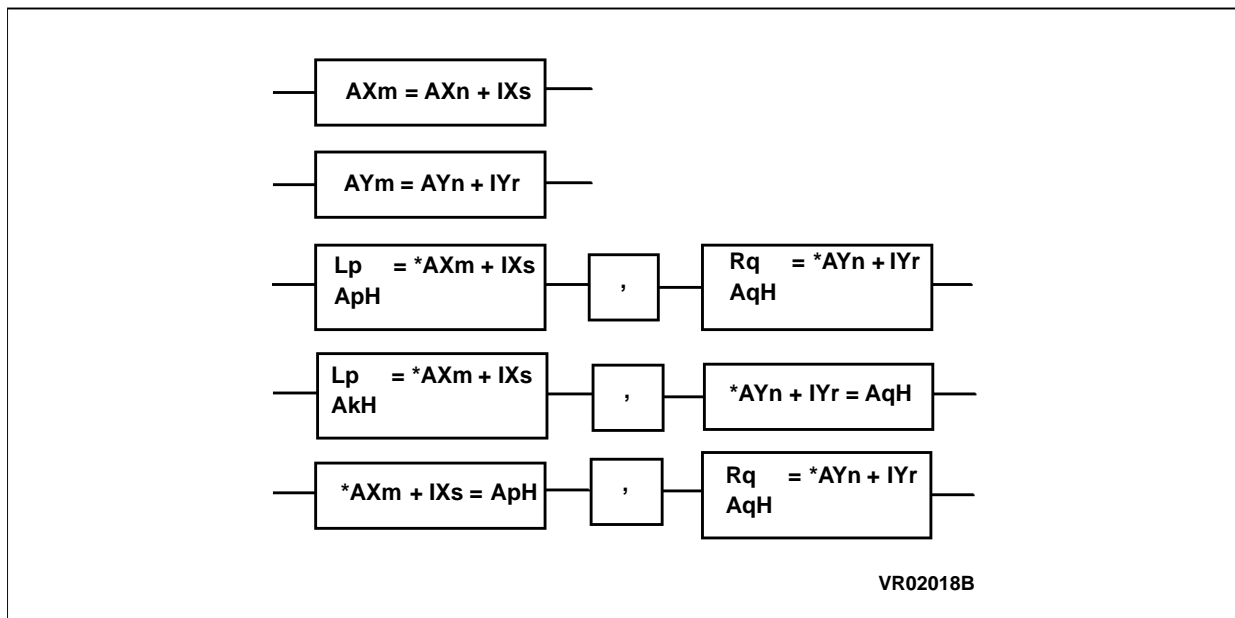 AXm = AXn + IXs
AYm = AYn + IYr
Lp = *AXm + IXs , Rq = *AYn + IYr
ApH AqH
Lp = *AXm + IXs , *AYn + IYr = AqH
AkH
*AXm + IXs = ApH , Rq = *AYn + IYr
AqH
VR02018B